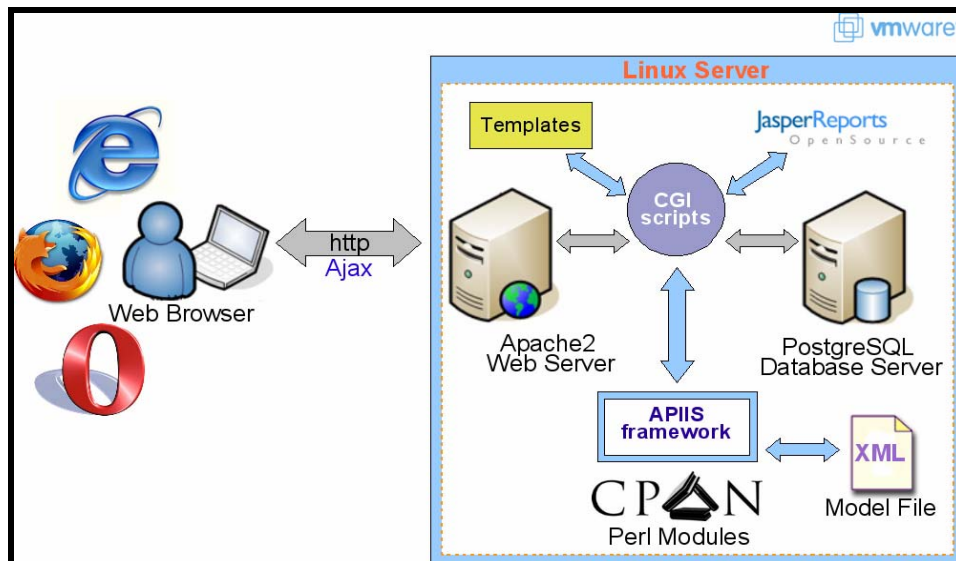 vmware
Linux Server
Templates
JasperReports
OpenSource
CGI
scripts
http
Ajax
Web Browser
Apache2
Web Server
PostgreSQL
Database Server
APIIS
framework
XML
Model File
CPAN
Perl Modules